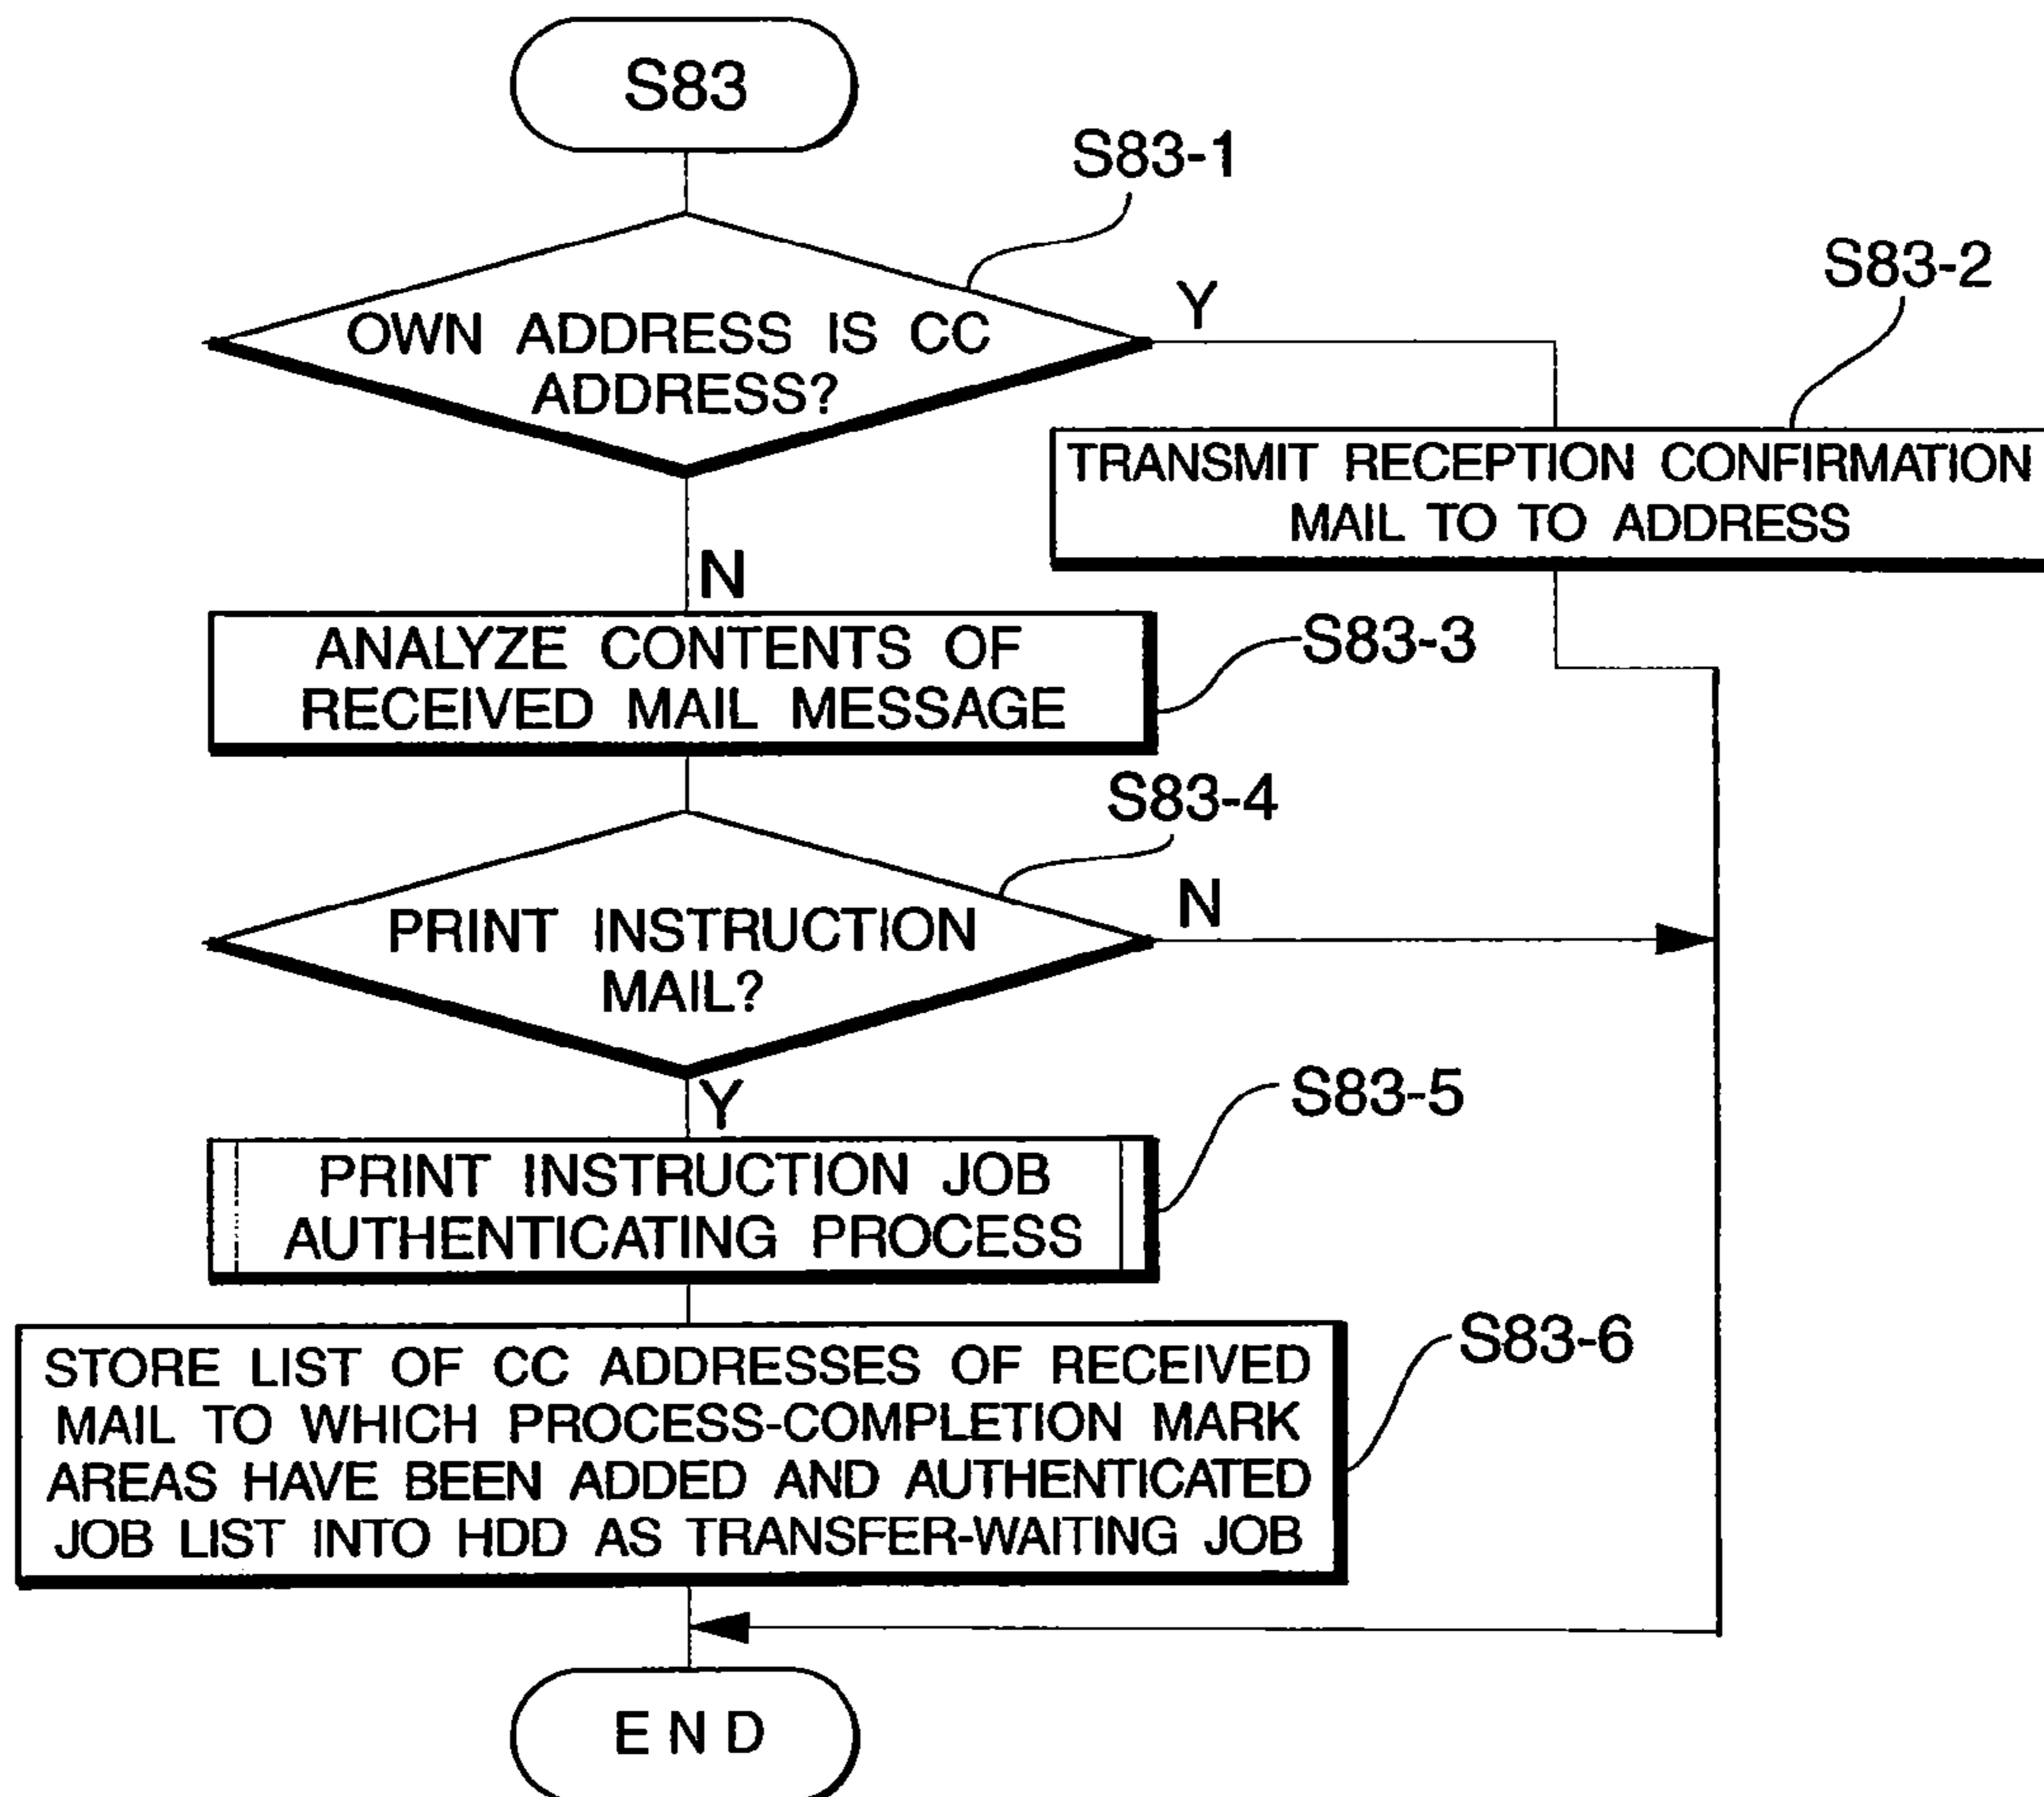 S83
S83-1
OWN ADDRESS IS CC
ADDRESS?
Y
S83-2
TRANSMIT RECEPTION CONFIRMATION
MAIL TO TO ADDRESS
N
ANALYZE CONTENTS OF
RECEIVED MAIL MESSAGE
S83-3
S83-4
PRINT INSTRUCTION
MAIL?
N
Y
S83-5
PRINT INSTRUCTION JOB
AUTHENTICATING PROCESS
S83-6
STORE LIST OF CC ADDRESSES OF RECEIVED
MAIL TO WHICH PROCESS-COMPLETION MARK
AREAS HAVE BEEN ADDED AND AUTHENTICATED
JOB LIST INTO HDD AS TRANSFER-WAITING JOB
END